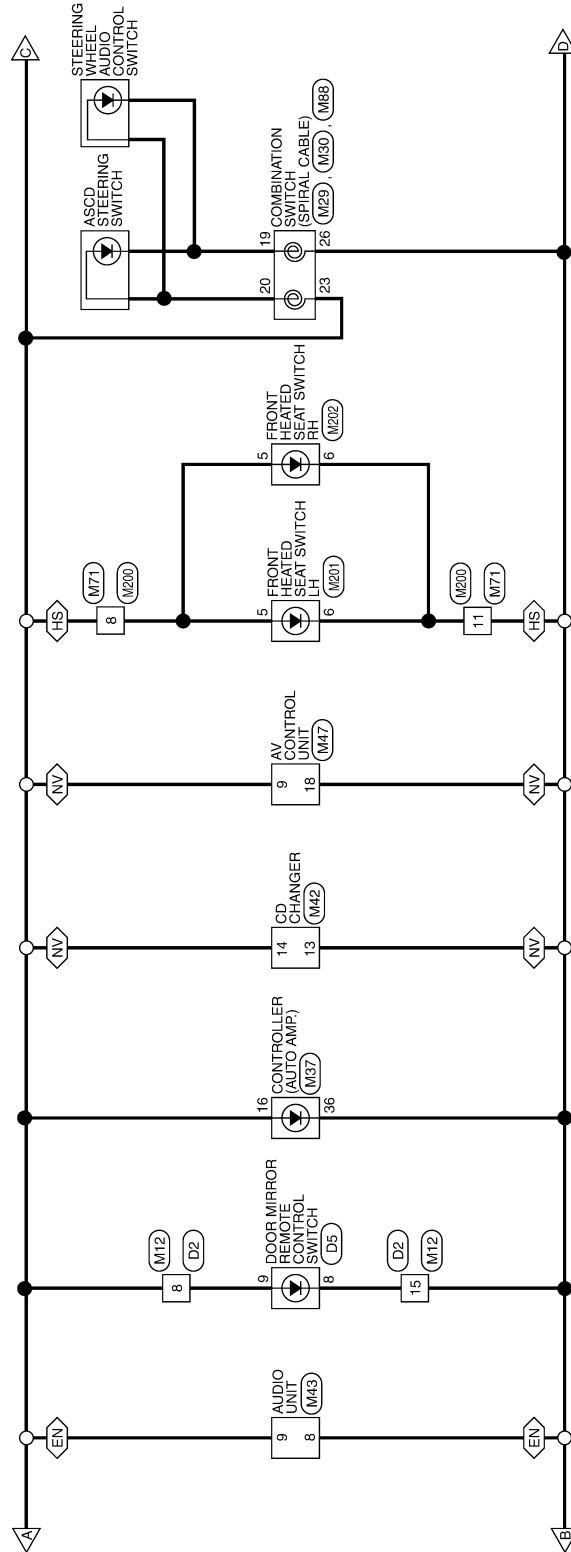 A
EN
9
AUDIO
UNIT
M43
8
EN
B
M12
8
D2
9
DOOR MIRROR
REMOTE
CONTROL
SWITCH
D5
8
D2
15
M12
16
CONTROLLER
(AUTO AMP.)
M37
36
NV
14
CD
CHANGER
M42
13
NV
NV
9
AV
CONTROL
UNIT
M47
18
NV
HS
M71
8
M200
5
FRONT
HEATED
SEAT SWITCH
LH
M201
6
M200
11
M71
HS
5
FRONT
HEATED
SEAT SWITCH
RH
M202
6
ASCD
STEERING
SWITCH
STEERING
WHEEL
AUDIO
CONTROL
SWITCH
20
19
COMBINATION
SWITCH
(SPIRAL CABLE)
M29 , M30 , M88
23
26
C
D